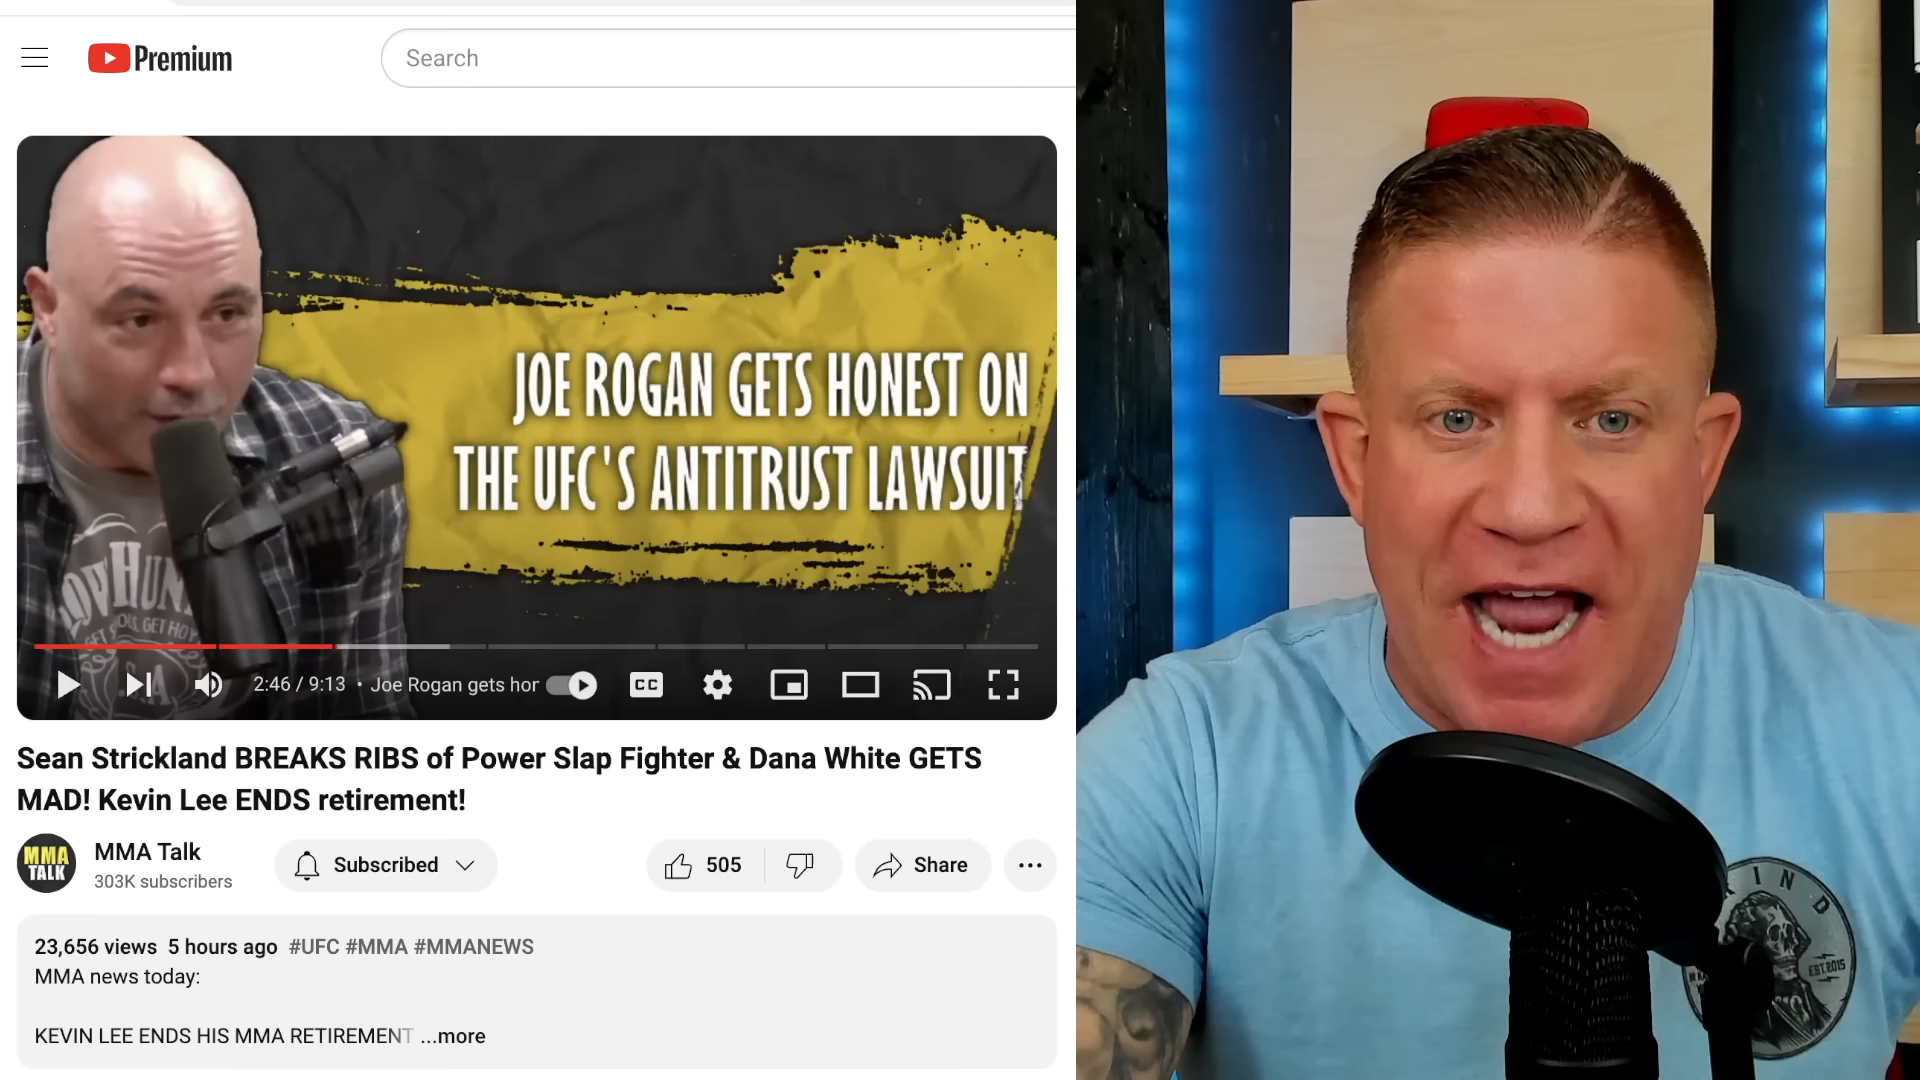 Premium
Search
JOE ROGAN GETS HONEST ON
THE UFC'S ANTITRUST LAWSUIT
2:46 / 9:13 • Joe Rogan gets hor
CC
Sean Strickland BREAKS RIBS of Power Slap Fighter & Dana White GETS
MAD! Kevin Lee ENDS retirement!
MMA TALK
MMA Talk
303K subscribers
Subscribed
505
Share
23,656 views 5 hours ago #UFC #MMA #MMANEWS
MMA news today:
KEVIN LEE ENDS HIS MMA RETIREMENT ...more
EST. 2015